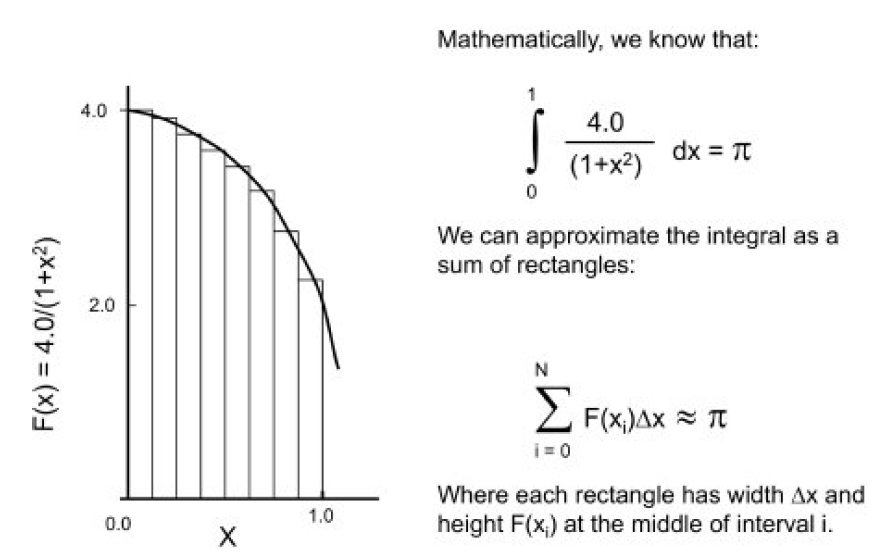 Mathematically, we know that:
1
∫ 4.0 / (1+x²) dx = π
0
We can approximate the integral as a
sum of rectangles:
N
∑ F(xᵢ)Δx ≈ π
i = 0
Where each rectangle has width Δx and
height F(xᵢ) at the middle of interval i.
F(x) = 4.0/(1+x²)
4.0
2.0
0.0
1.0
X